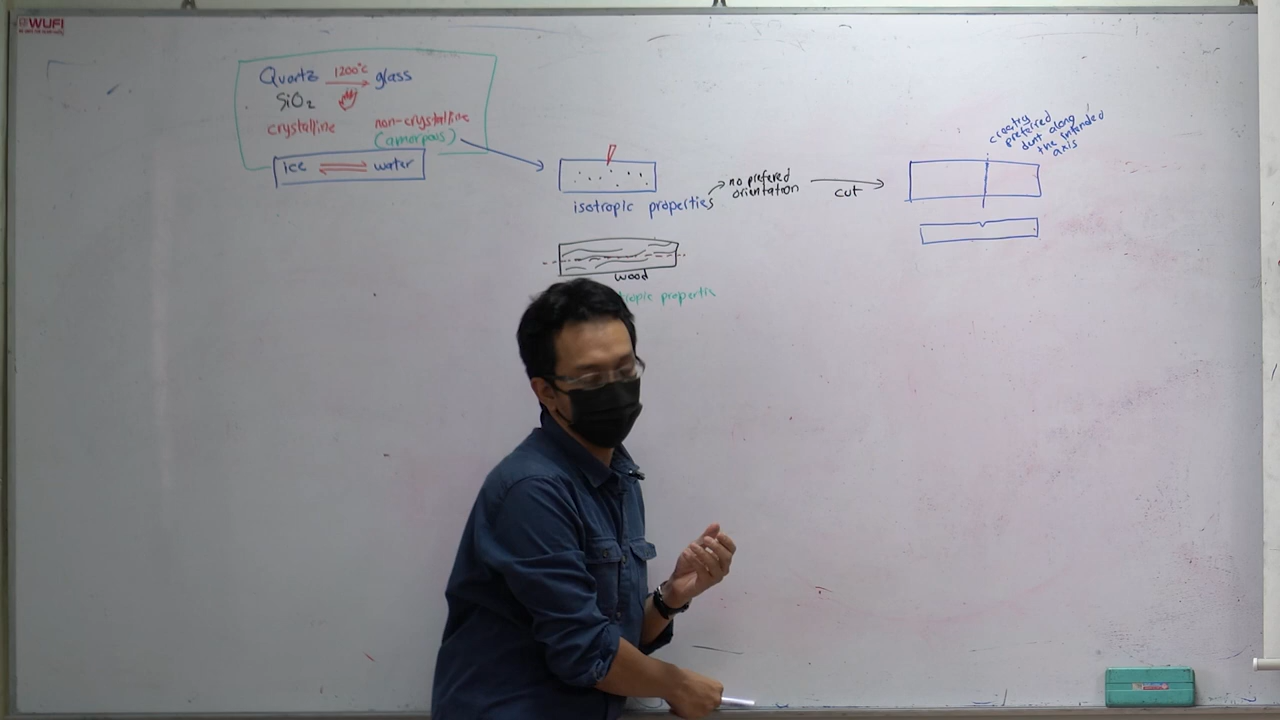 WUFI
Quartz 1200°C glass
SiO2
crystalline non-crystalline
(amorpous)
ice water
isotropic properties
no prefered
orientation
cut
preferred
dent along
the intended
axis
wood
propertis